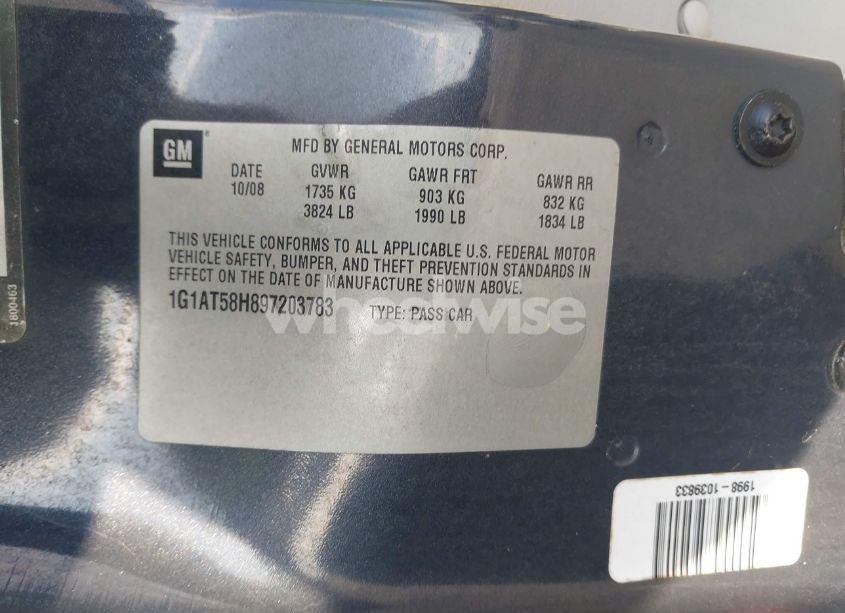 GM
MFD BY GENERAL MOTORS CORP.
DATE GVWR GAWR FRT GAWR RR
10/08 1735 KG 903 KG 832 KG
3824 LB 1990 LB 1834 LB
THIS VEHICLE CONFORMS TO ALL APPLICABLE U.S. FEDERAL MOTOR
VEHICLE SAFETY, BUMPER, AND THEFT PREVENTION STANDARDS IN
EFFECT ON THE DATE OF MANUFACTURE SHOWN ABOVE.
1G1AT58H897203783 TYPE: PASS CAR
wheelwise
1800463
1998-1039833